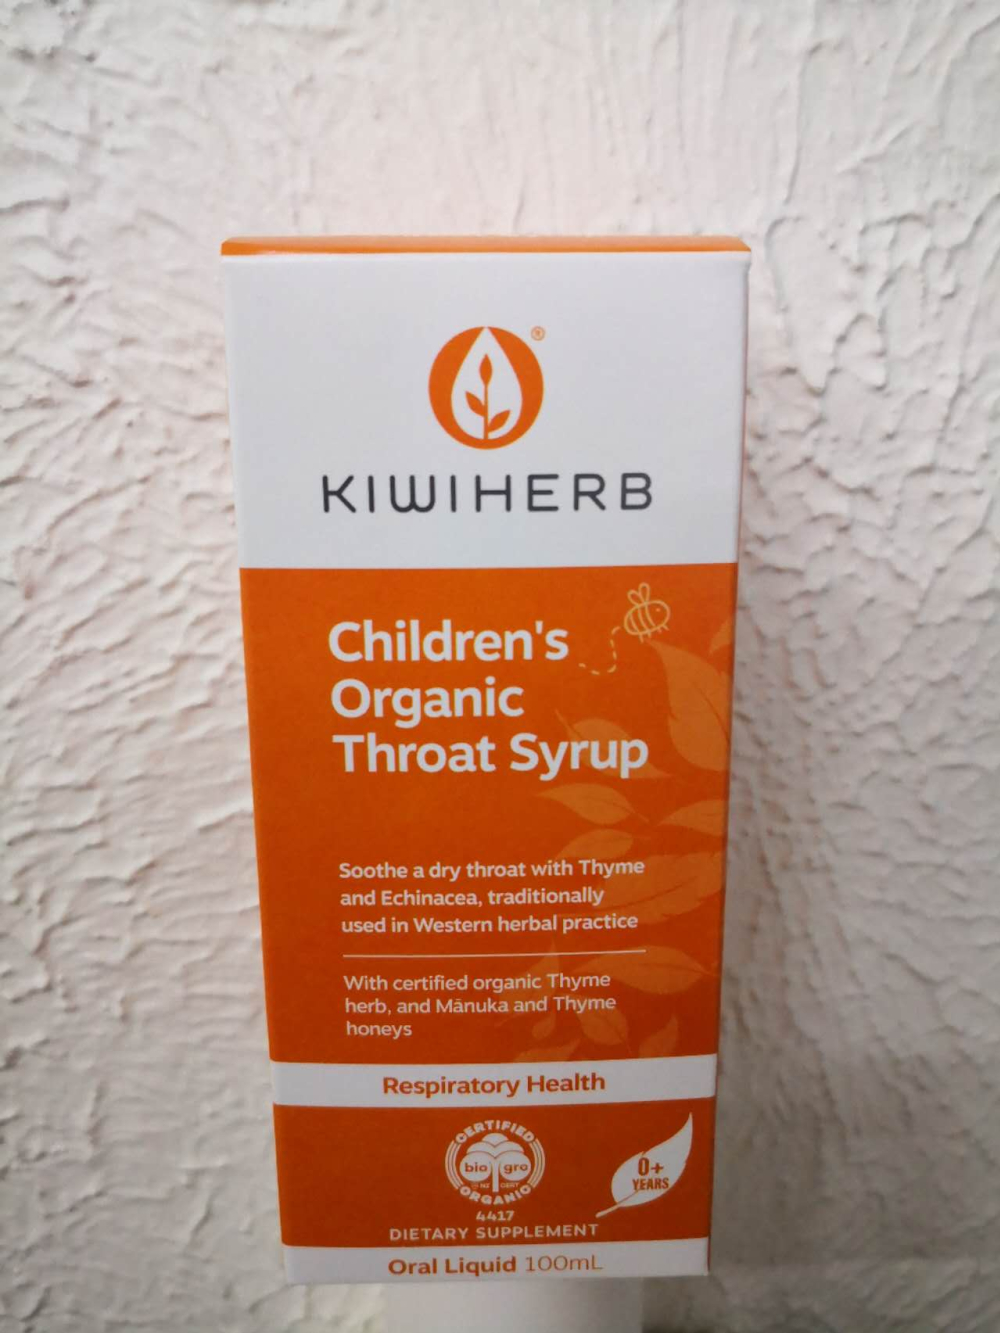 ®
KIWIHERB
Children's
Organic
Throat Syrup
Soothe a dry throat with Thyme
and Echinacea, traditionally
used in Western herbal practice
With certified organic Thyme
herb, and Mānuka and Thyme
honeys
Respiratory Health
CERTIFIED
bio gro
NZ CERT
ORGANIC
4417
0+
YEARS
DIETARY SUPPLEMENT
Oral Liquid 100mL